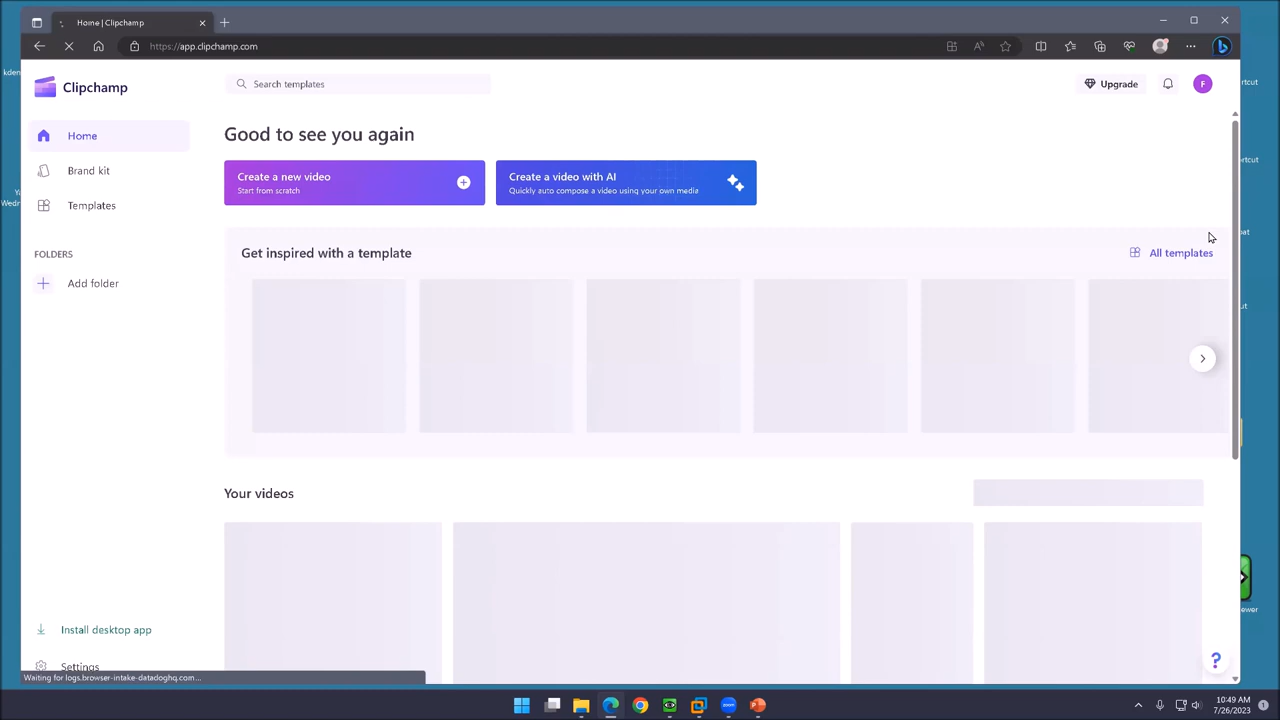 Home | Clipchamp
https://app.clipchamp.com
kden
Clipchamp
Search templates
Upgrade
F
Home
Brand kit
Templates
FOLDERS
Add folder
Good to see you again
Create a new video
Start from scratch
Create a video with AI
Quickly auto compose a video using your own media
Get inspired with a template
All templates
Your videos
Install desktop app
Settings
Waiting for logs.browser-intake-datadoghq.com...
?
zoom
10:49 AM
7/26/2023